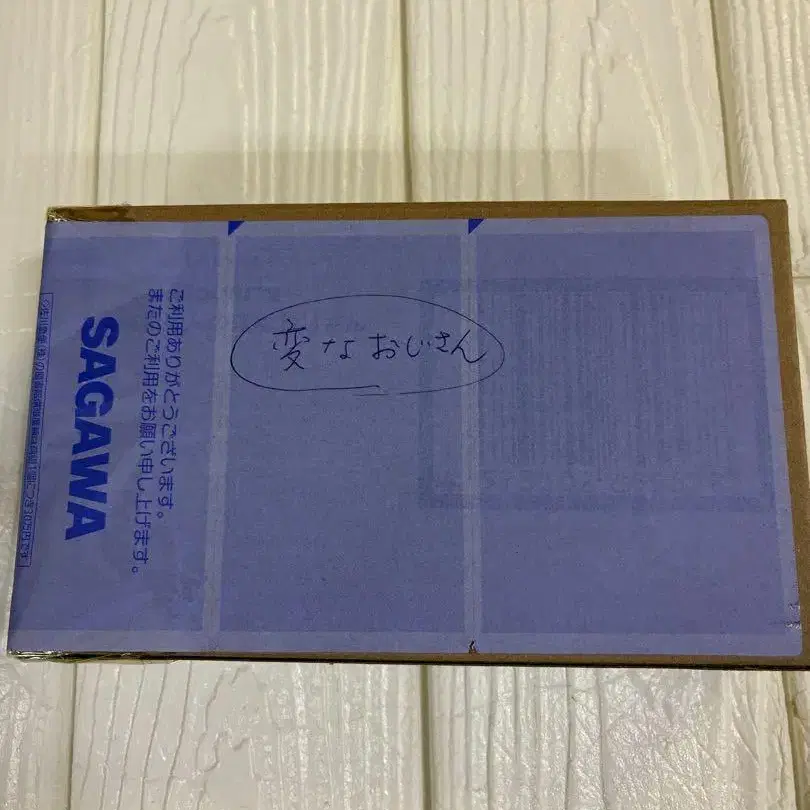 変なおじさん
SAGAWA
ご利用ありがとうございます。
またのご利用をお願い申し上げます。